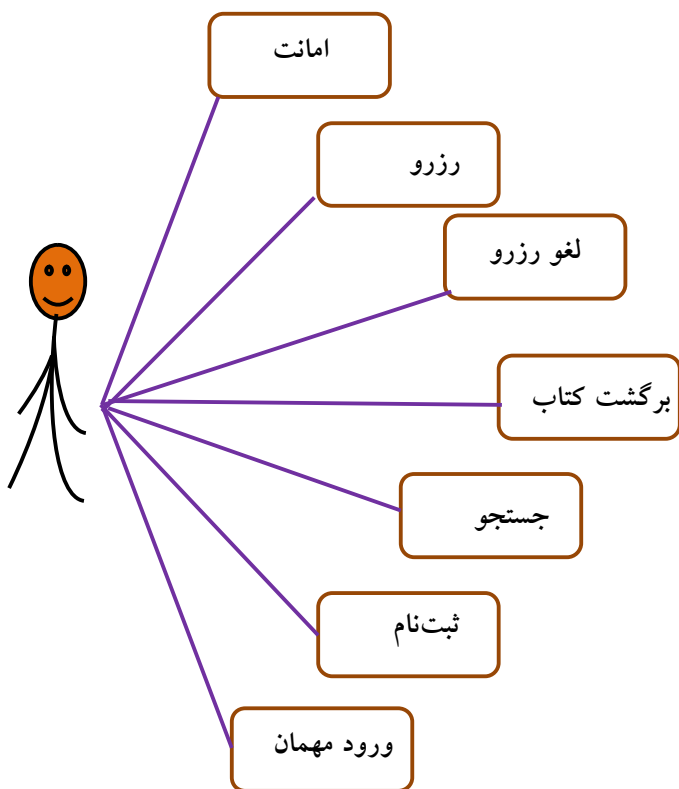 امانت
رزرو
لغو رزرو
برگشت کتاب
جستجو
ثبت‌نام
ورود مهمان